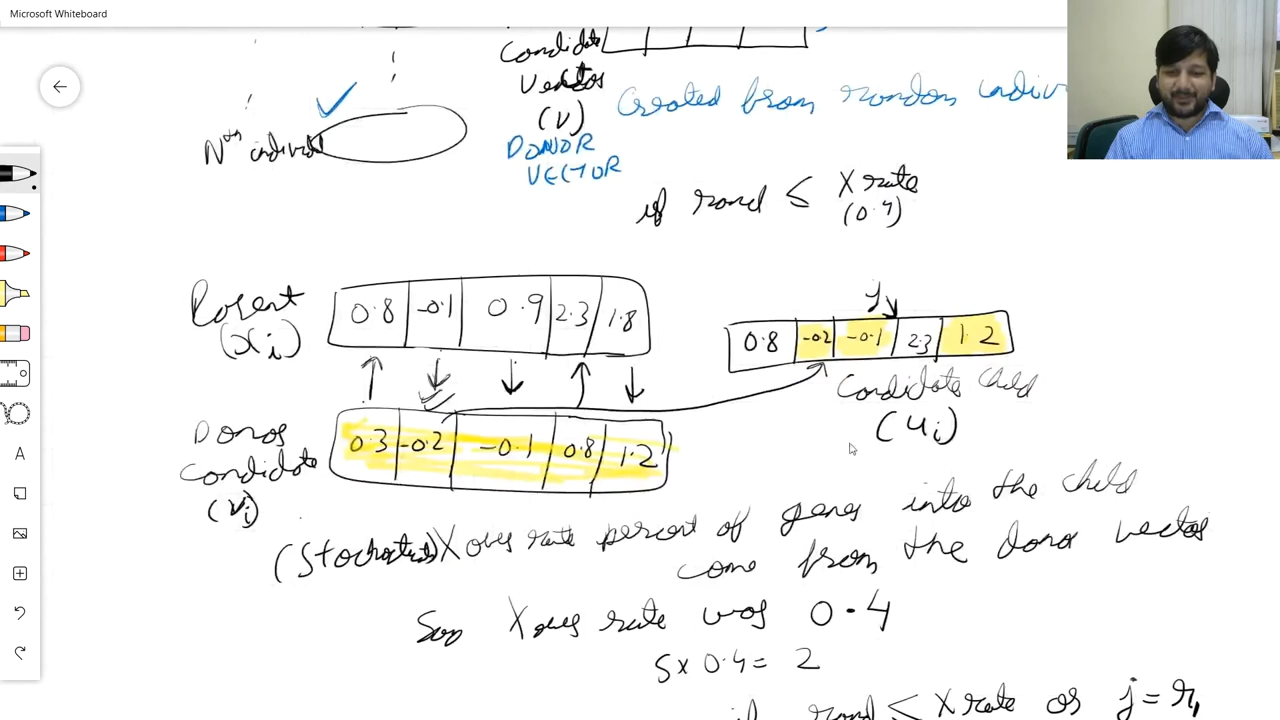 Microsoft Whiteboard
Candidate
Vector
(V)
Created from random
DONOR
VECTOR
Nth
if rand ≤ X rate
(0.4)
Parent
(xi)
0.8 -0.1 0.9 2.3 1.8
j
0.8 -0.2 -0.1 2.3 1.2
Candidate Child
(ui)
Donor
Candidate
(vi)
0.3 -0.2 -0.1 0.8 1.2
X over rate percent of genes into the child
come from the donor vector
Say X over rate was 0.4
5 x 0.4 = 2
if rand ≤ X rate or j = r1
A